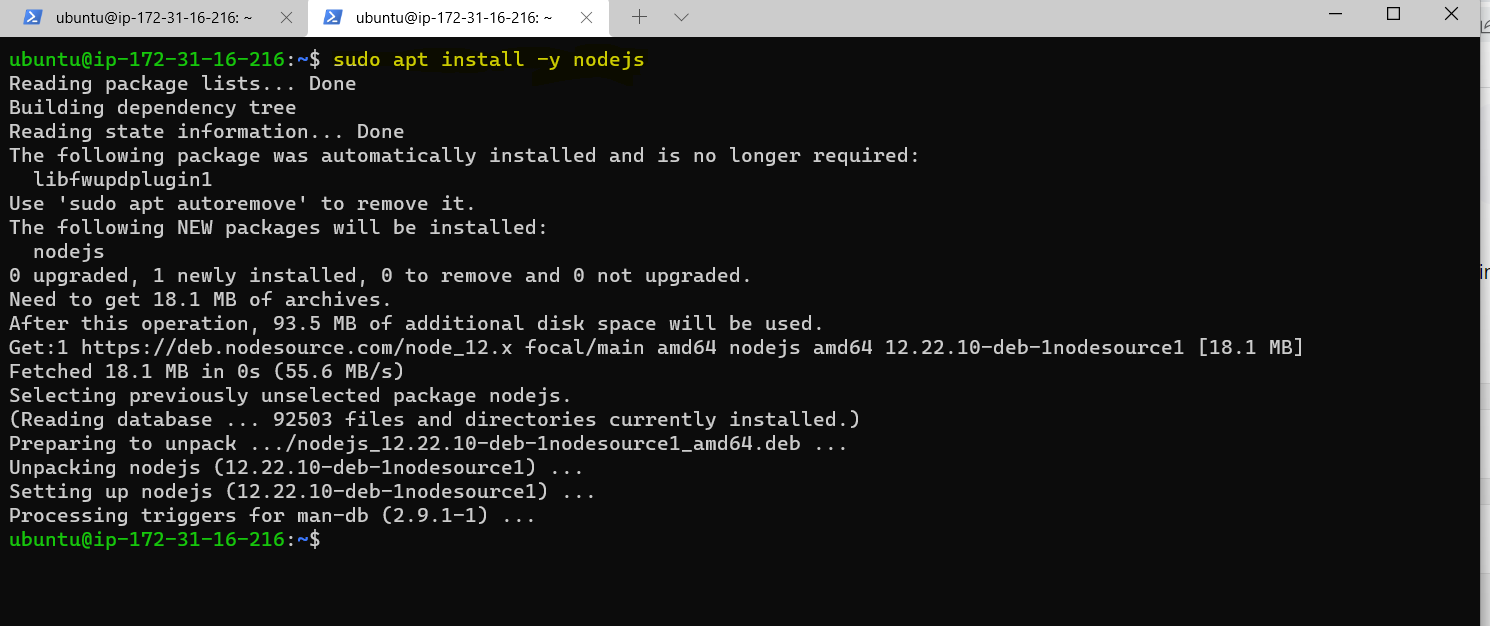 ubuntu@ip-172-31-16-216: ~
ubuntu@ip-172-31-16-216: ~
ubuntu@ip-172-31-16-216:~$ sudo apt install -y nodejs
Reading package lists... Done
Building dependency tree
Reading state information... Done
The following package was automatically installed and is no longer required:
  libfwupdplugin1
Use 'sudo apt autoremove' to remove it.
The following NEW packages will be installed:
  nodejs
0 upgraded, 1 newly installed, 0 to remove and 0 not upgraded.
Need to get 18.1 MB of archives.
After this operation, 93.5 MB of additional disk space will be used.
Get:1 https://deb.nodesource.com/node_12.x focal/main amd64 nodejs amd64 12.22.10-deb-1nodesource1 [18.1 MB]
Fetched 18.1 MB in 0s (55.6 MB/s)
Selecting previously unselected package nodejs.
(Reading database ... 92503 files and directories currently installed.)
Preparing to unpack .../nodejs_12.22.10-deb-1nodesource1_amd64.deb ...
Unpacking nodejs (12.22.10-deb-1nodesource1) ...
Setting up nodejs (12.22.10-deb-1nodesource1) ...
Processing triggers for man-db (2.9.1-1) ...
ubuntu@ip-172-31-16-216:~$